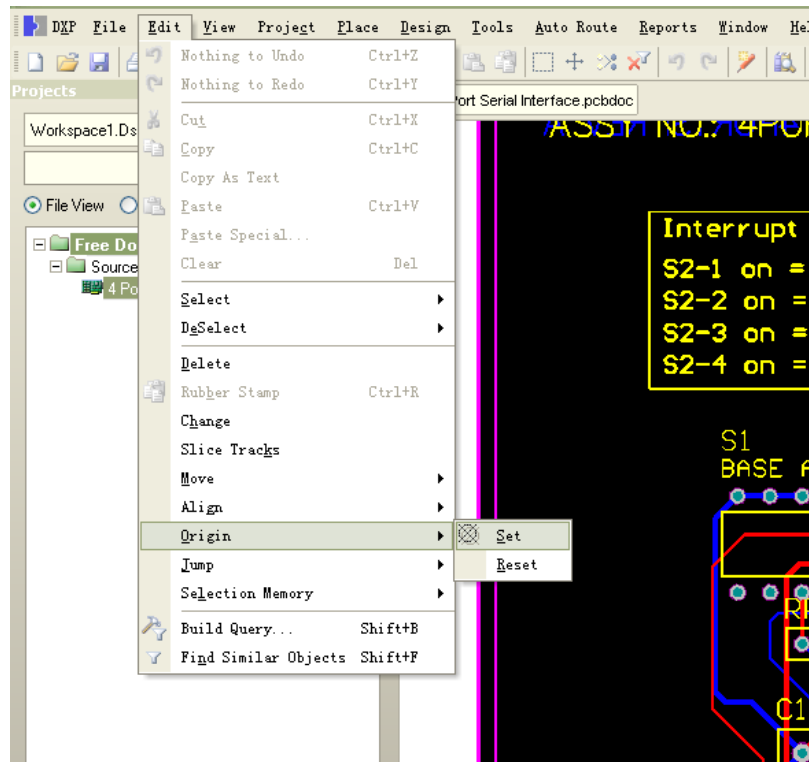 DXP File Edit View Project Place Design Tools Auto Route Reports Window Hel
Projects
Workspace1.Ds
File View
Free Do
Source
4 Po
Nothing to Undo Ctrl+Z
Nothing to Redo Ctrl+Y
Cut Ctrl+X
Copy Ctrl+C
Copy As Text
Paste Ctrl+V
Paste Special...
Clear Del
Select
DeSelect
Delete
Rubber Stamp Ctrl+R
Change
Slice Tracks
Move
Align
Origin
Jump
Selection Memory
Build Query... Shift+B
Find Similar Objects Shift+F
Set
Reset
Port Serial Interface.pcbdoc
ASSY NO.: 4PO
Interrupt
S2-1 on =
S2-2 on =
S2-3 on =
S2-4 on =
S1
BASE A
RP
C1